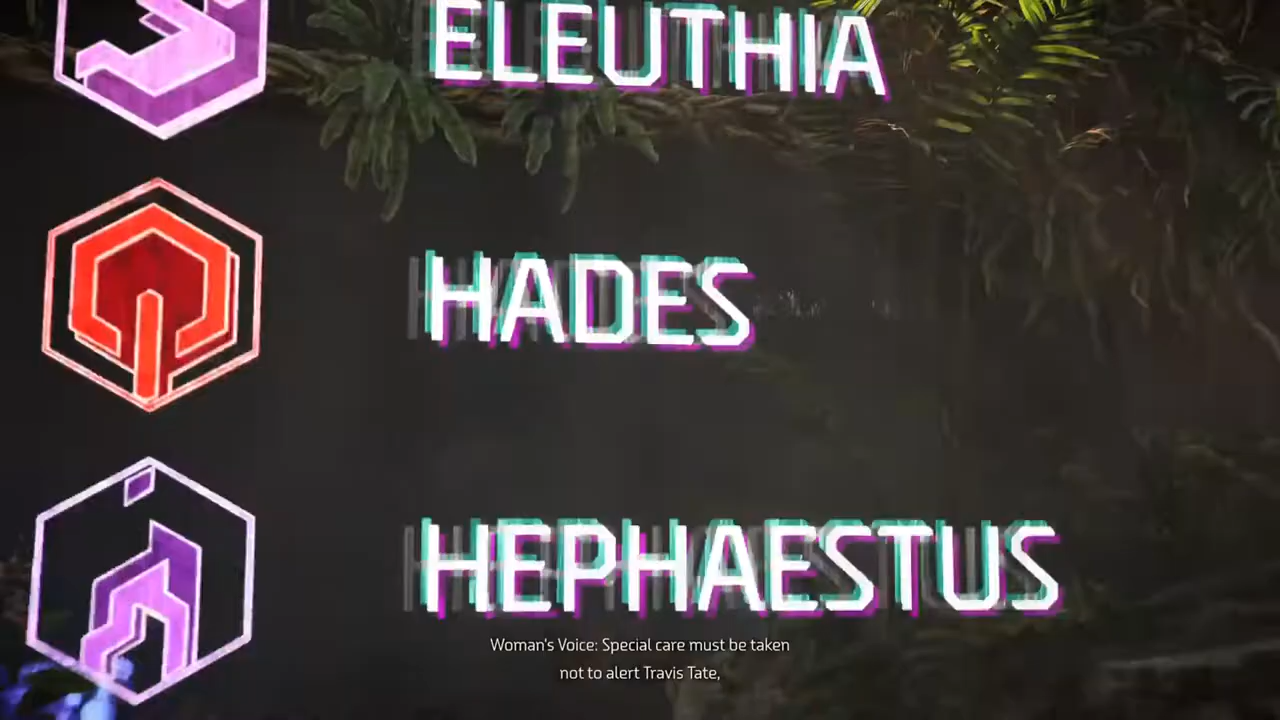 ELEUTHIA
HADES
HEPHAESTUS
Woman's Voice: Special care must be taken
not to alert Travis Tate,